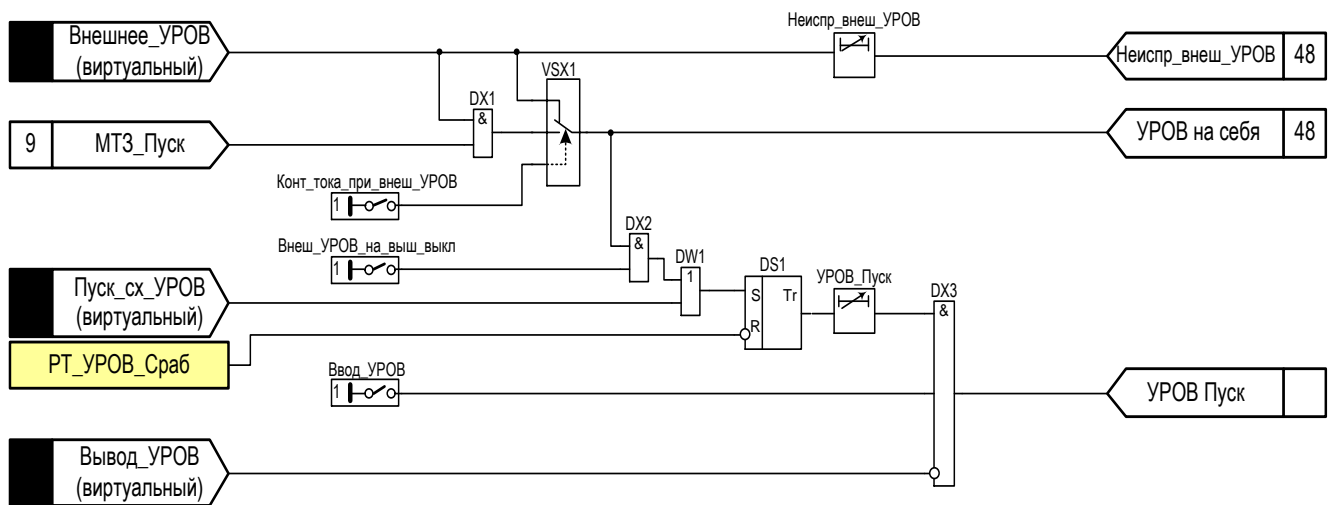 Неиспр_внеш_УРОВ
Внешнее_УРОВ
(виртуальный)
Неиспр_внеш_УРОВ 48
VSX1
DX1
&
9 МТЗ_Пуск
УРОВ на себя 48
Конт_тока_при_внеш_УРОВ
1
DX2
&
Внеш_УРОВ_на_выш_выкл
1
DW1
1
DS1
S Tr
R
УРОВ_Пуск
DX3
&
Пуск_сх_УРОВ
(виртуальный)
РТ_УРОВ_Сраб
Ввод_УРОВ
1
УРОВ Пуск
Вывод_УРОВ
(виртуальный)